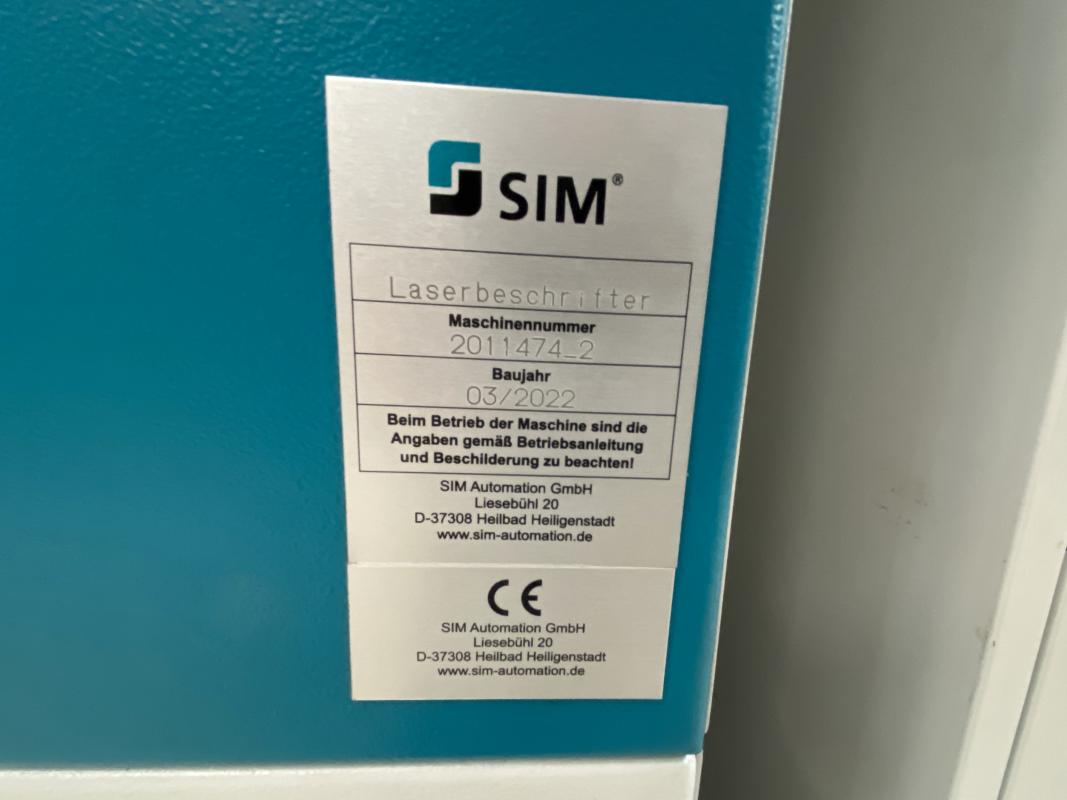 SIM®
Laserbeschrifter
Maschinennummer
2011474_2
Baujahr
03/2022
Beim Betrieb der Maschine sind die
Angaben gemäß Betriebsanleitung
und Beschilderung zu beachten!
SIM Automation GmbH
Liesebühl 20
D-37308 Heilbad Heiligenstadt
www.sim-automation.de
CE
SIM Automation GmbH
Liesebühl 20
D-37308 Heilbad Heiligenstadt
www.sim-automation.de